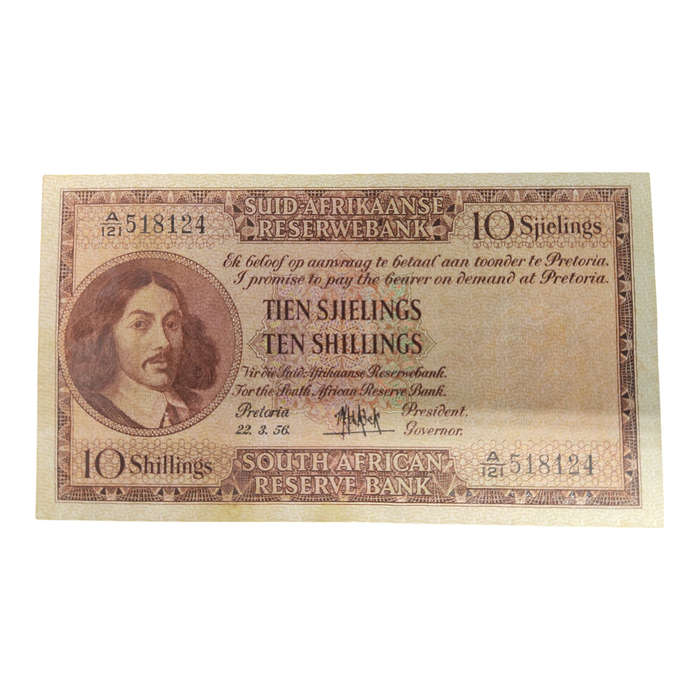 SUID-AFRIKAANSE
RESERWEBANK
A/121 518124
10 Sjielings
Ek beloof op aanvraag te betaal aan toonder te Pretoria.
I promise to pay the bearer on demand at Pretoria.
TIEN SJIELINGS
TEN SHILLINGS
Vir die Suid-Afrikaanse Reserwebank.
For the South African Reserve Bank.
Pretoria
President.
22. 3. 56.
Governor.
10 Shillings
SOUTH AFRICAN
RESERVE BANK
A/121 518124